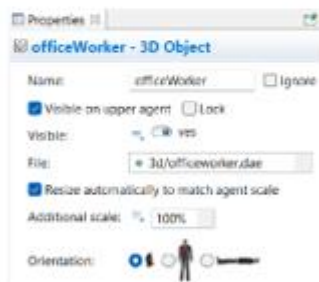 Properties
officeWorker - 3D Object
Name: officeWorker Ignore
Visible on upper agent Lock
Visible: yes
File: 3d/officeworker.dae
Resize automatically to match agent scale
Additional scale: 100%
Orientation: